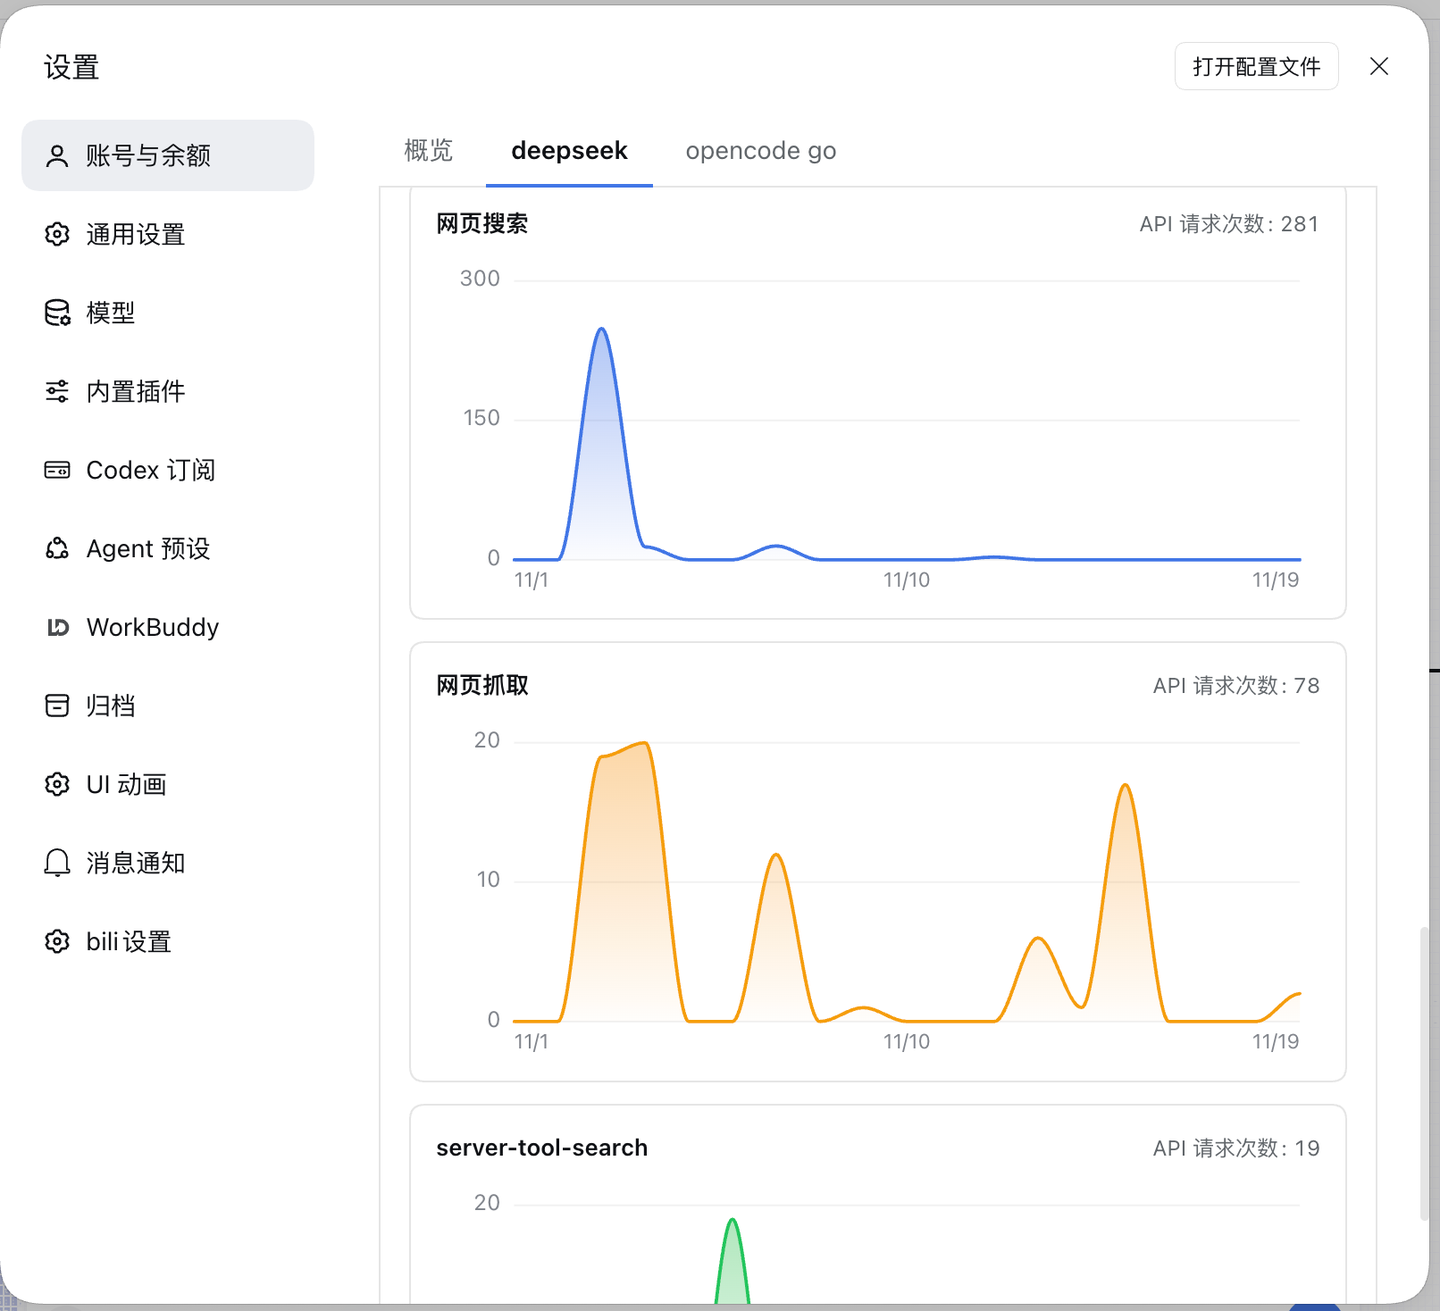 设置
打开配置文件
账号与余额
通用设置
模型
内置插件
Codex 订阅
Agent 预设
WorkBuddy
归档
UI 动画
消息通知
bili设置
概览
deepseek
opencode go
网页搜索
API 请求次数: 281
300
150
0
11/1
11/10
11/19
网页抓取
API 请求次数: 78
20
10
0
11/1
11/10
11/19
server-tool-search
API 请求次数: 19
20